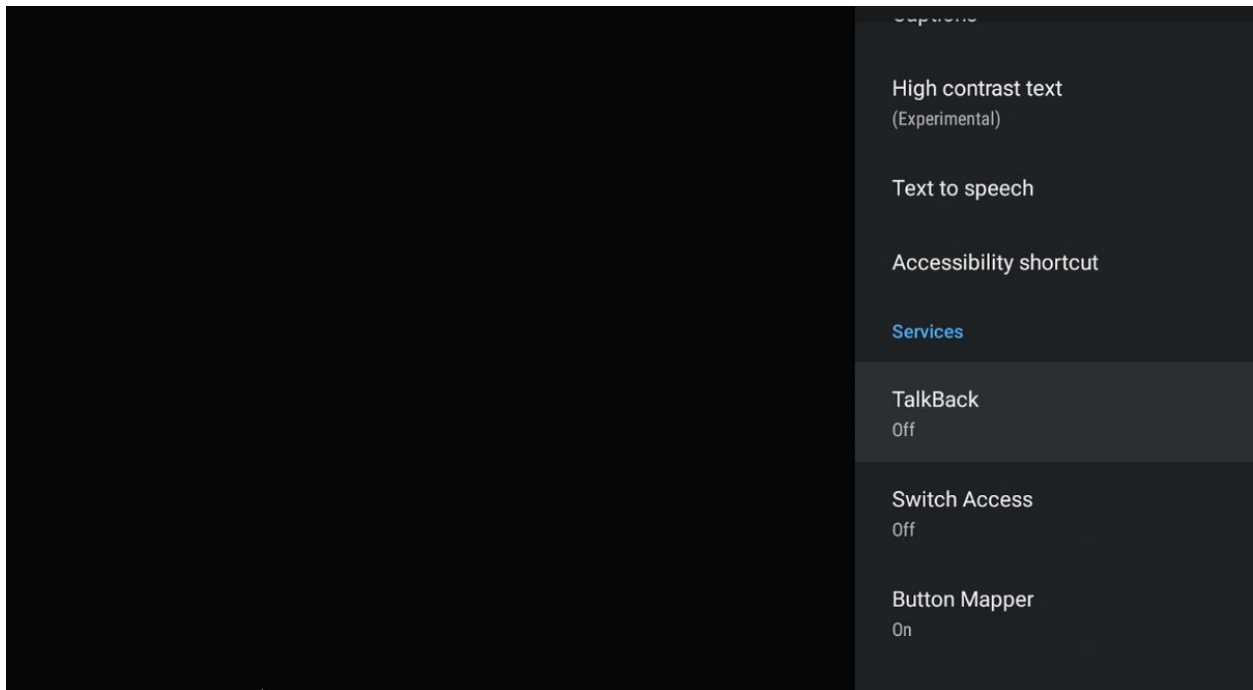 High contrast text
(Experimental)
Text to speech
Accessibility shortcut
Services
TalkBack
Off
Switch Access
Off
Button Mapper
On